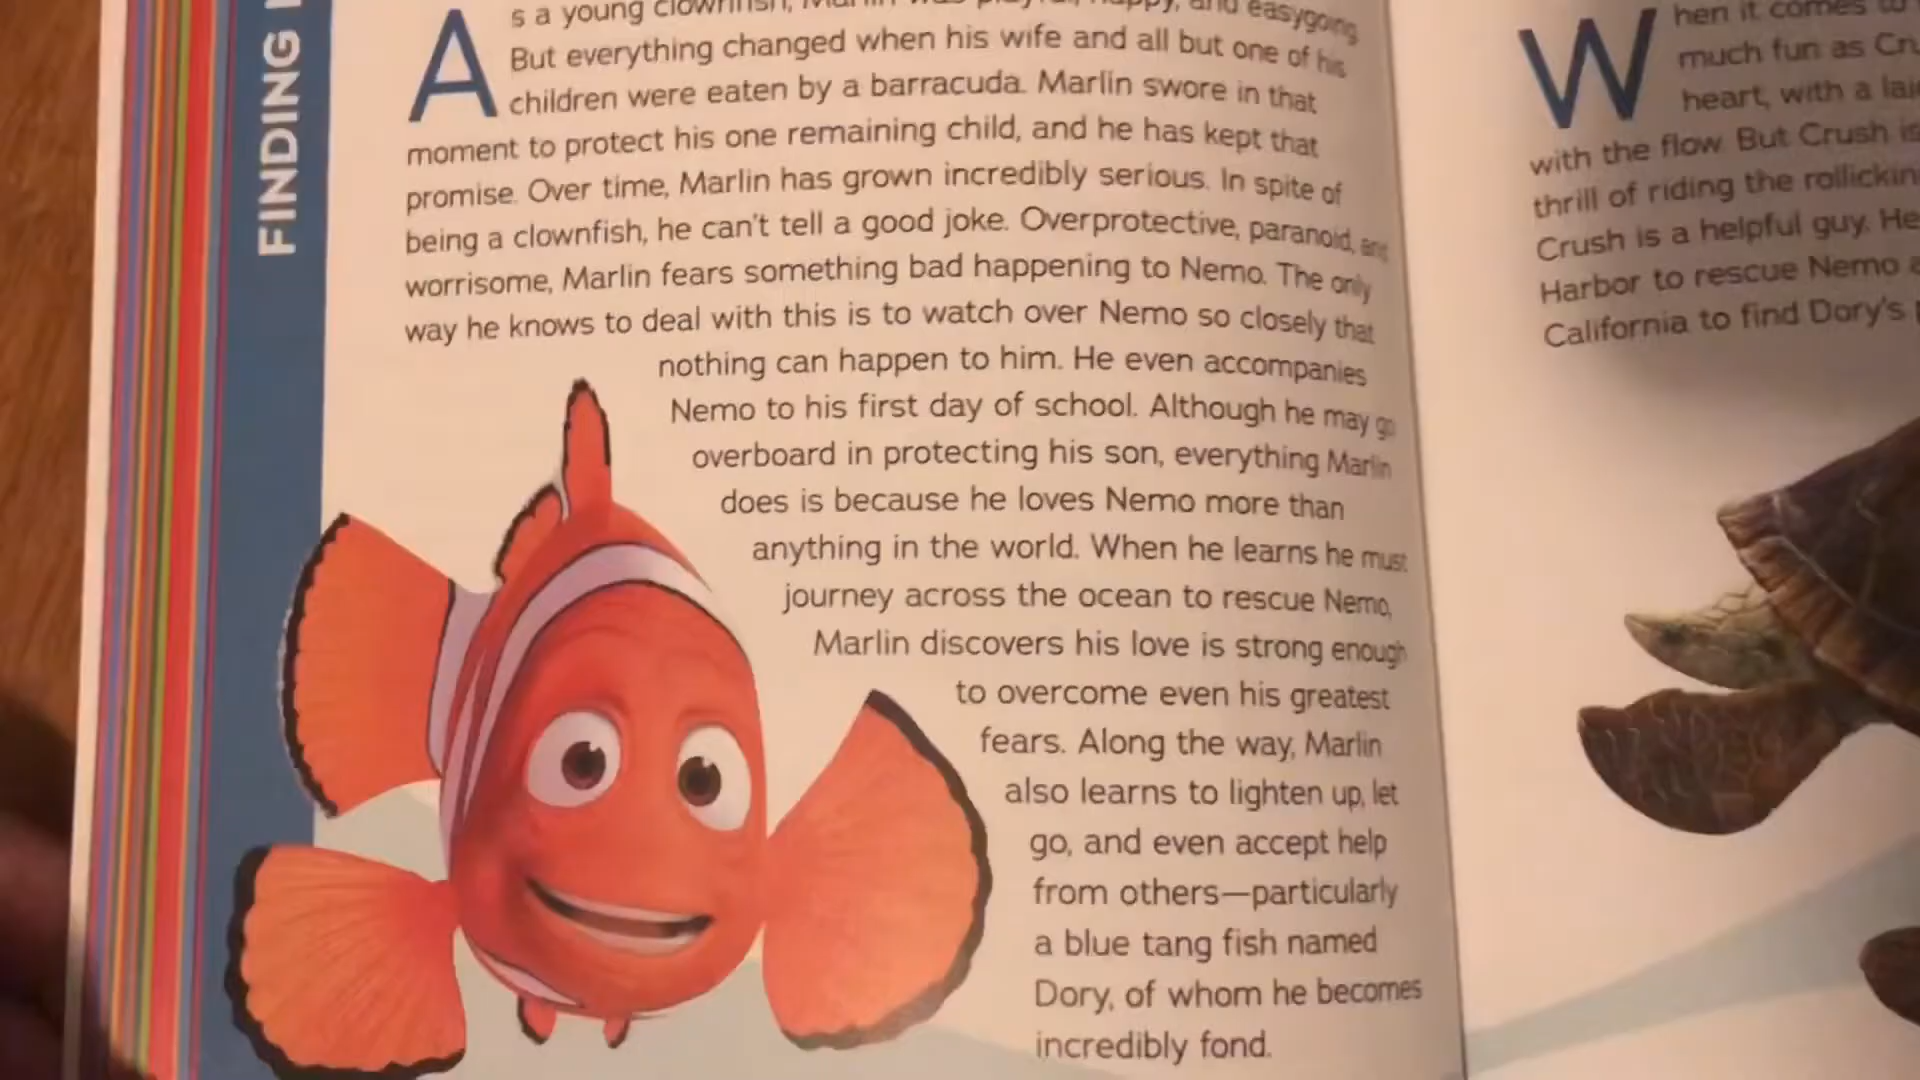 FINDING
As a young clownfish, Marlin was playful, happy, and easygoing
But everything changed when his wife and all but one of his
children were eaten by a barracuda. Marlin swore in that
moment to protect his one remaining child, and he has kept that
promise. Over time, Marlin has grown incredibly serious. In spite of
being a clownfish, he can't tell a good joke. Overprotective, paranoid, and
worrisome, Marlin fears something bad happening to Nemo. The only
way he knows to deal with this is to watch over Nemo so closely that
nothing can happen to him. He even accompanies
Nemo to his first day of school. Although he may go
overboard in protecting his son, everything Marlin
does is because he loves Nemo more than
anything in the world. When he learns he must
journey across the ocean to rescue Nemo,
Marlin discovers his love is strong enough
to overcome even his greatest
fears. Along the way, Marlin
also learns to lighten up, let
go, and even accept help
from others—particularly
a blue tang fish named
Dory, of whom he becomes
incredibly fond.
When it comes to
much fun as
heart, with a
with the flow. But Crush is
thrill of riding the
Crush is a helpful guy. He
Harbor to rescue Nemo
California to find Dory's